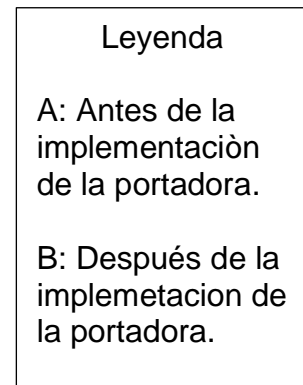 Leyenda
A: Antes de la
implementaciòn
de la portadora.
B: Después de la
implemetacion de
la portadora.